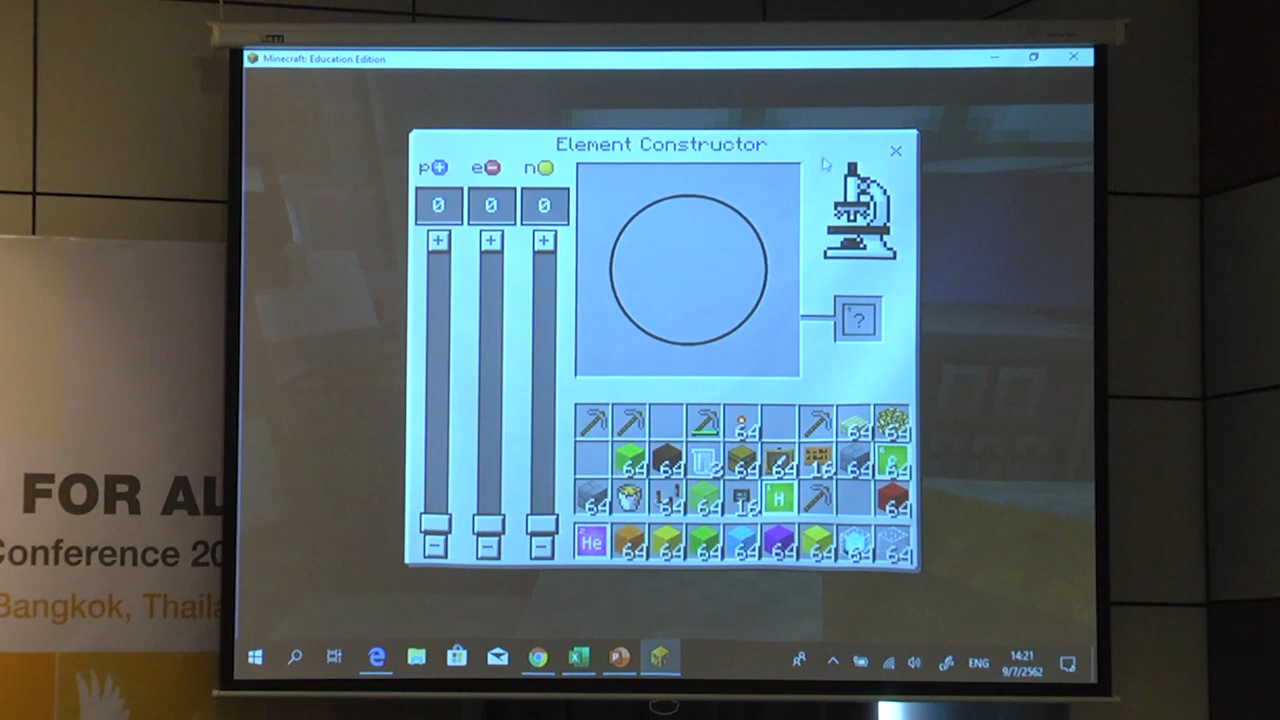 Minecraft: Education Edition
Element Constructor
p e n
0 0 0
?
64 64 64
64 64 2 64 64 16 64 64
64 64 64 16 H 64
He 64 64 64 64 64 64 64 64
ENG
14:21
9/7/2562
FOR AL
Conference 20
Bangkok, Thaila